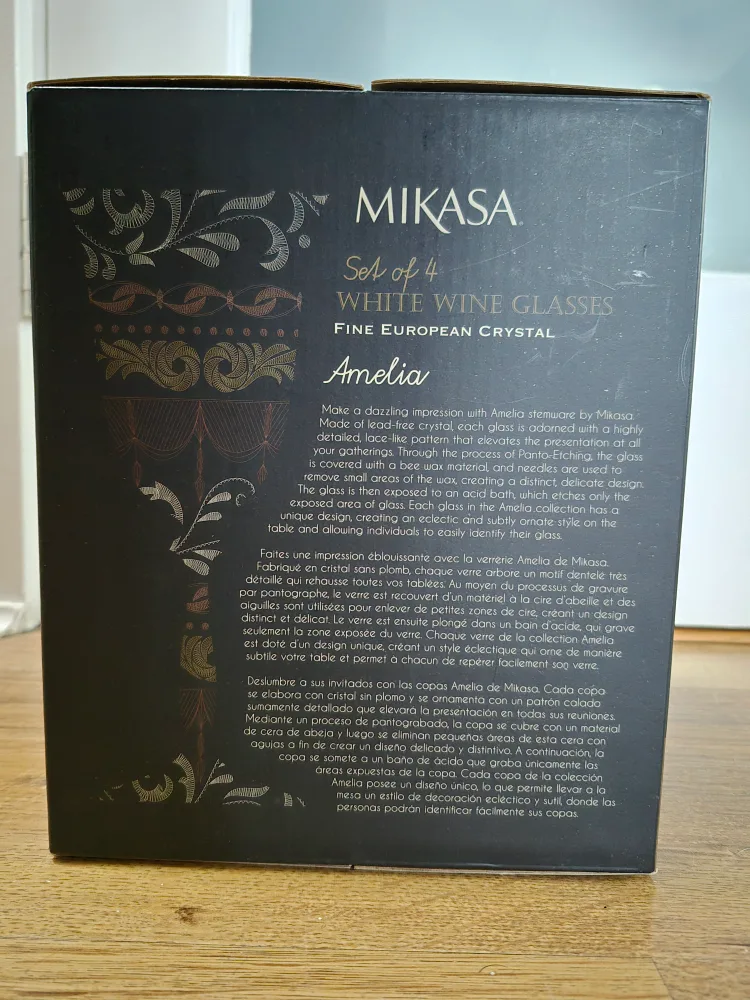 MIKASA
Set of 4
WHITE WINE GLASSES
FINE EUROPEAN CRYSTAL
Amelia
Make a dazzling impression with Amelia stemware by Mikasa.
Made of lead-free crystal, each glass is adorned with a highly
detailed, lace-like pattern that elevates the presentation at all
your gatherings. Through the process of Panto-Etching, the glass
is covered with a bee wax material, and needles are used to
remove small areas of the wax, creating a distinct, delicate design.
The glass is then exposed to an acid bath, which etches only the
exposed area of glass. Each glass in the Amelia collection has a
unique design, creating an eclectic and subtly ornate style on the
table and allowing individuals to easily identify their glass.
Faites une impression éblouissante avec la verrerie Amelia de Mikasa.
Fabriqué en cristal sans plomb, chaque verre arbore un motif dentelé très
détaillé qui rehausse toutes vos tablées. Au moyen du processus de gravure
par pantographe, le verre est recouvert d'un matériel à la cire d'abeille et des
aiguilles sont utilisées pour enlever de petites zones de cire, créant un design
distinct et délicat. Le verre est ensuite plongé dans un bain d'acide, qui grave
seulement la zone exposée du verre. Chaque verre de la collection Amelia
est doté d'un design unique, créant un style éclectique qui orne de manière
subtile votre table et permet à chacun de repérer facilement son verre.
Deslumbre a sus invitados con las copas Amelia de Mikasa. Cada copa
se elabora con cristal sin plomo y se ornamenta con un patrón calado
sumamente detallado que elevará la presentación en todas sus reuniones.
Mediante un proceso de pantograbado, la copa se cubre con un material
de cera de abeja y luego se eliminan pequeñas áreas de esta cera con
agujas a fin de crear un diseño delicado y distintivo. A continuación, la
copa se somete a un baño de ácido que graba únicamente las
áreas expuestas de la copa. Cada copa de la colección
Amelia posee un diseño único, lo que permite llevar a la
mesa un estilo de decoración ecléctico y sutil, donde las
personas podrán identificar fácilmente sus copas.